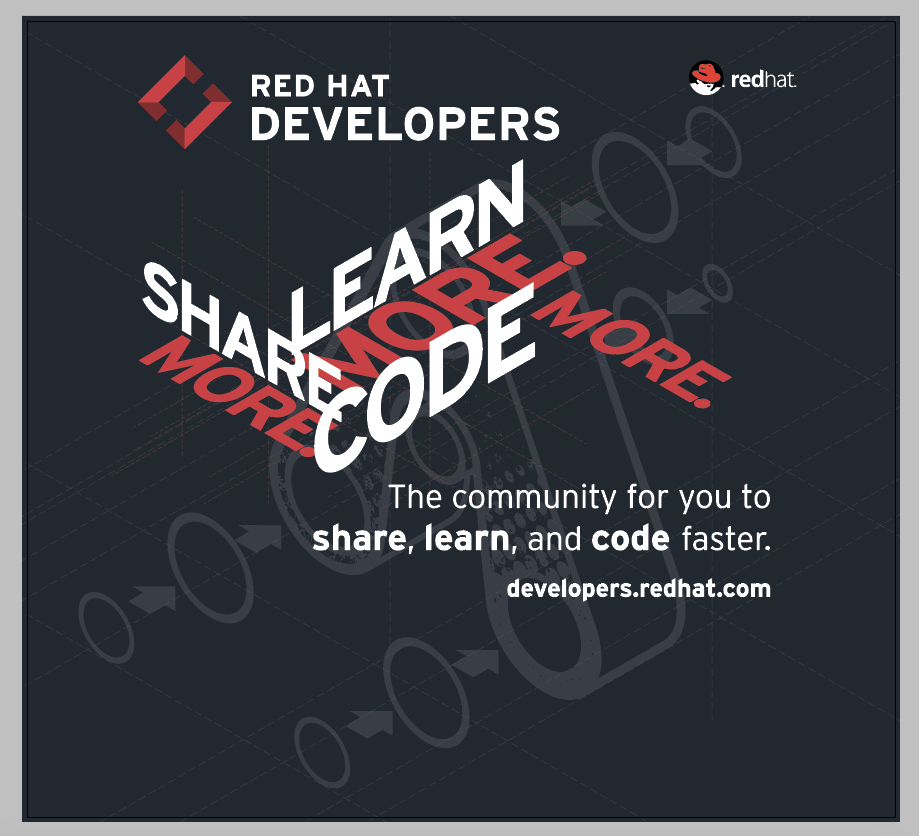 RED HAT
DEVELOPERS
redhat.
LEARN
MORE.
SHARE
MORE.
CODE
MORE.
The community for you to
share, learn, and code faster.
developers.redhat.com